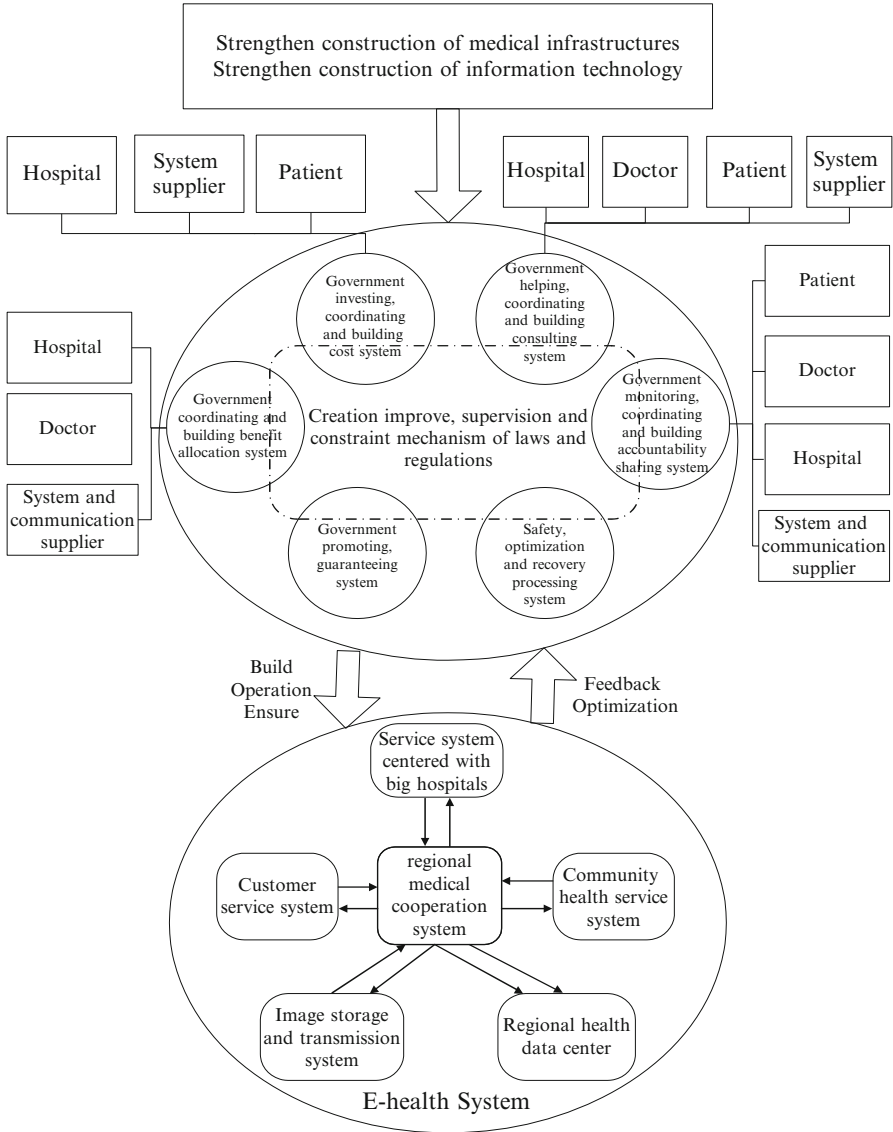 Strengthen construction of medical infrastructures
Strengthen construction of information technology
Hospital
System
supplier
Patient
Hospital
Doctor
Patient
System
supplier
Government
investing,
coordinating
and building
cost system
Government
helping,
coordinating
and building
consulting
system
Hospital
Doctor
System and
communication
supplier
Government
coordinating and
building benefit
allocation system
Creation improve, supervision and
constraint mechanism of laws and
regulations
Government
monitoring,
coordinating
and building
accountability
sharing system
Patient
Doctor
Hospital
System and
communication
supplier
Government
promoting,
guaranteeing
system
Safety,
optimization
and recovery
processing
system
Build
Operation
Ensure
Feedback
Optimization
Service system
centered with
big hospitals
Customer
service system
regional
medical
cooperation
system
Community
health service
system
Image storage
and transmission
system
Regional health
data center
E-health System